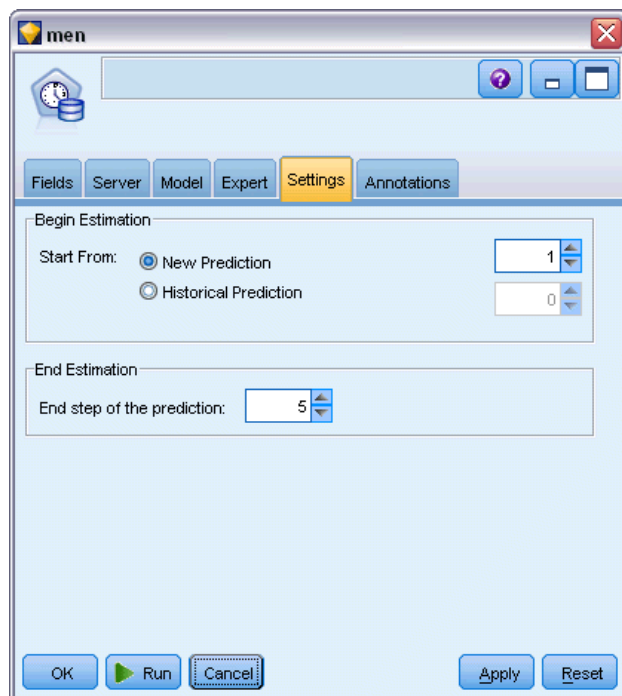 men
?
Fields Server Model Expert Settings Annotations
Begin Estimation
Start From: New Prediction 1
Historical Prediction 0
End Estimation
End step of the prediction: 5
OK Run Cancel Apply Reset